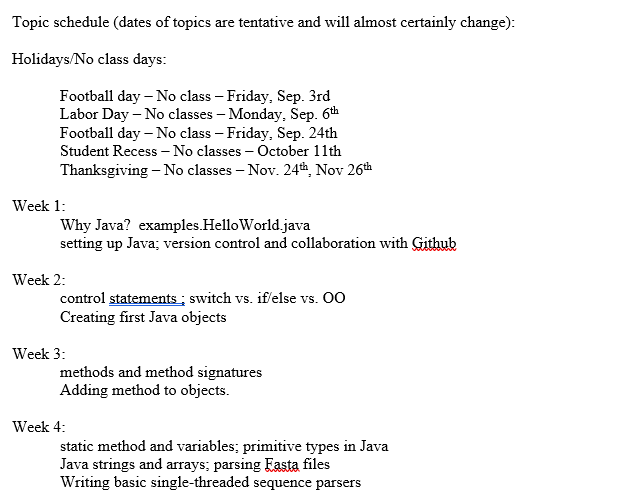 Topic schedule (dates of topics are tentative and will almost certainly change):
Holidays/No class days:
Football day – No class – Friday, Sep. 3rd
Labor Day – No classes – Monday, Sep. 6th
Football day – No class – Friday, Sep. 24th
Student Recess – No classes – October 11th
Thanksgiving – No classes – Nov. 24th, Nov 26th
Week 1:
Why Java?  examples.HelloWorld.java
setting up Java; version control and collaboration with Github
Week 2:
control statements ; switch vs. if/else vs. OO
Creating first Java objects
Week 3:
methods and method signatures
Adding method to objects.
Week 4:
static method and variables; primitive types in Java
Java strings and arrays; parsing Fasta files
Writing basic single-threaded sequence parsers